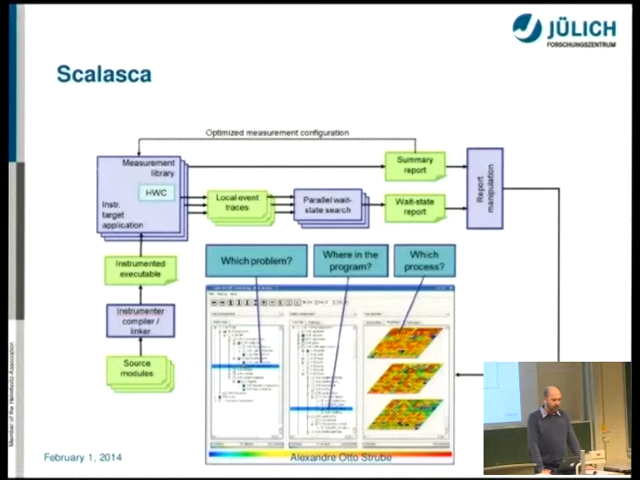 JÜLICH
FORSCHUNGSZENTRUM
Scalasca
Optimized measurement configuration
Measurement
library
HWC
Instr.
target
application
Local event
traces
Parallel wait-
state search
Summary
report
Wait-state
report
Report
manipulation
Instrumented
executable
Instrumenter
compiler /
linker
Source
modules
Which problem?
Where in the
program?
Which
process?
Member of the Helmholtz Association
February 1, 2014
Alexandre Otto Strube